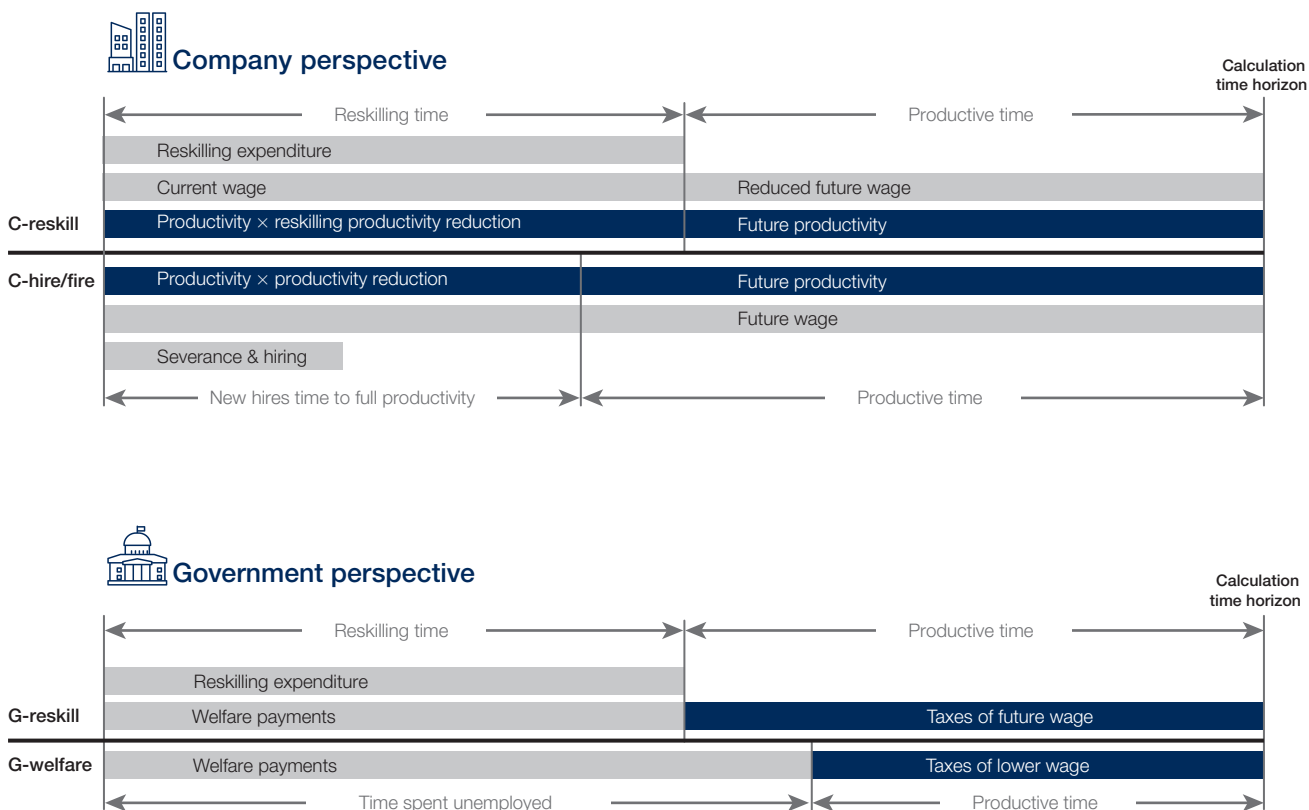 Company perspective
Calculation
time horizon
Reskilling time
Productive time
Reskilling expenditure
Current wage
Reduced future wage
C-reskill
Productivity × reskilling productivity reduction
Future productivity
C-hire/fire
Productivity × productivity reduction
Future productivity
Future wage
Severance & hiring
New hires time to full productivity
Productive time
Government perspective
Calculation
time horizon
Reskilling time
Productive time
Reskilling expenditure
G-reskill
Welfare payments
Taxes of future wage
G-welfare
Welfare payments
Taxes of lower wage
Time spent unemployed
Productive time